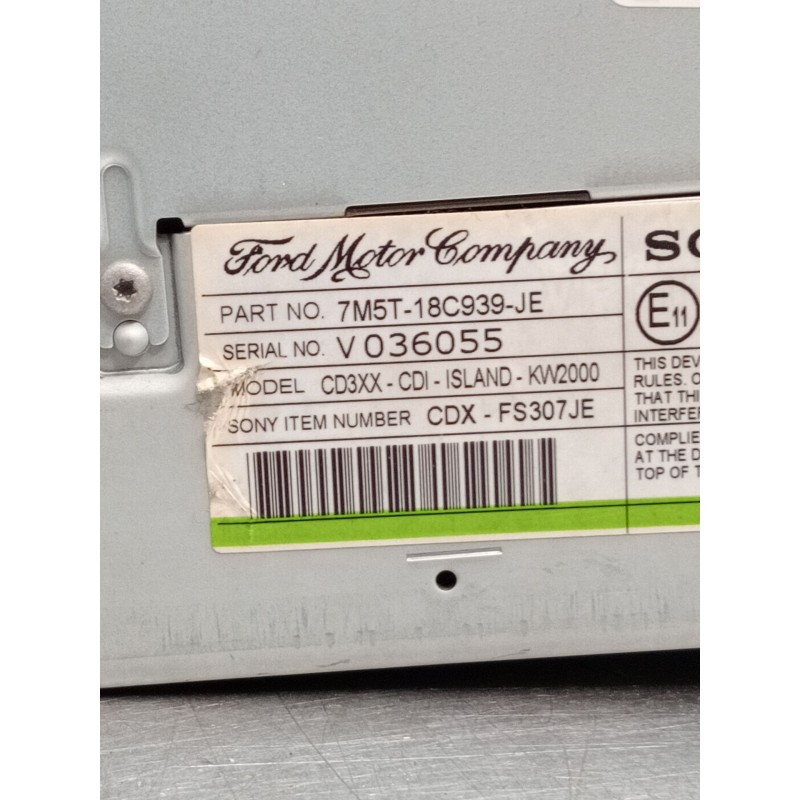 Ford Motor Company
PART NO. 7M5T-18C939-JE
SERIAL NO. V036055
MODEL CD3XX - CDI - ISLAND - KW2000
SONY ITEM NUMBER CDX - FS307JE
SO
E11
THIS DEV
RULES. O
THAT THI
INTERFE
COMPLIE
AT THE D
TOP OF T